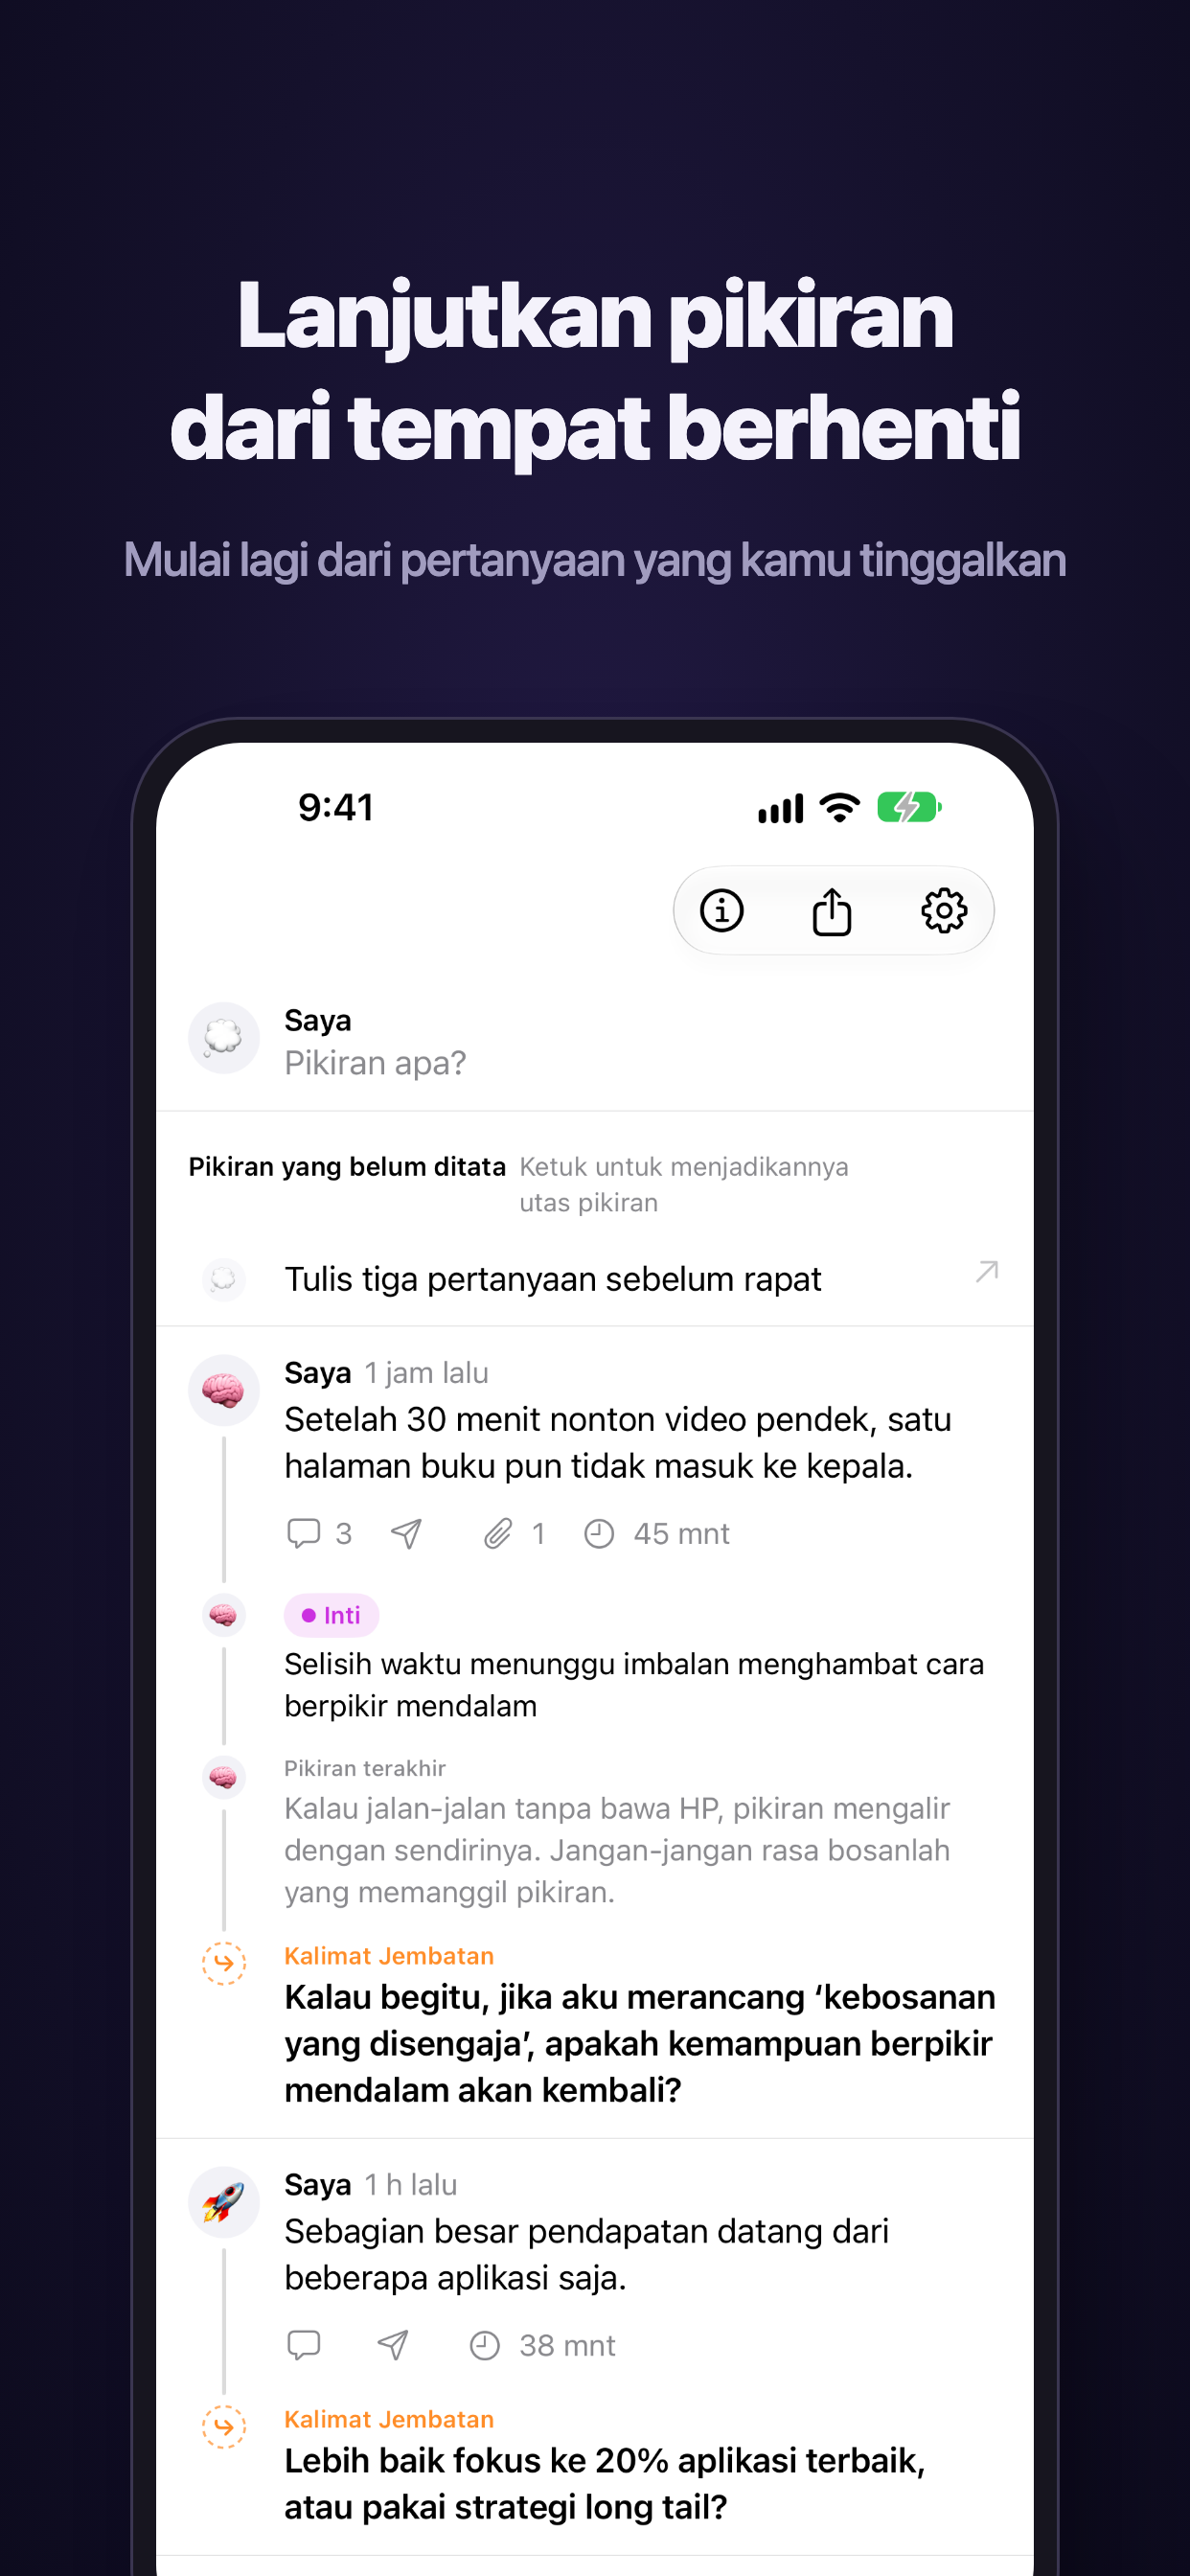 Lanjutkan pikiran
dari tempat berhenti
Mulai lagi dari pertanyaan yang kamu tinggalkan
9:41
Saya
Pikiran apa?
Pikiran yang belum ditata Ketuk untuk menjadikannya
utas pikiran
Tulis tiga pertanyaan sebelum rapat
Saya 1 jam lalu
Setelah 30 menit nonton video pendek, satu
halaman buku pun tidak masuk ke kepala.
3 1 45 mnt
Inti
Selisih waktu menunggu imbalan menghambat cara
berpikir mendalam
Pikiran terakhir
Kalau jalan-jalan tanpa bawa HP, pikiran mengalir
dengan sendirinya. Jangan-jangan rasa bosanlah
yang memanggil pikiran.
Kalimat Jembatan
Kalau begitu, jika aku merancang ‘kebosanan
yang disengaja’, apakah kemampuan berpikir
mendalam akan kembali?
Saya 1 h lalu
Sebagian besar pendapatan datang dari
beberapa aplikasi saja.
38 mnt
Kalimat Jembatan
Lebih baik fokus ke 20% aplikasi terbaik,
atau pakai strategi long tail?